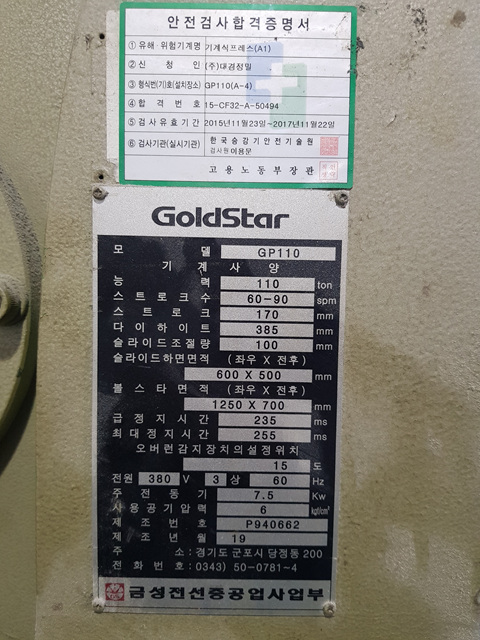 안전검사합격증명서
① 유해·위험기계명 기계식프레스(A1)
② 신청인 (주)대경정밀
③ 형식번(기)호(설치장소) GP110(A-4)
④ 합격번호 15-CF32-A-50494
⑤ 검사유효기간 2015년11월23일~2017년11월22일
⑥ 검사기관(실시기관) 한국승강기안전기술원
검사원 이용문
고용노동부장관
GoldStar
모델 GP110
기계사양
능력 110 ton
스트로크수 60-90 spm
스트로크 170 mm
다이하이트 385 mm
슬라이드조절량 100 mm
슬라이드하면면적 (좌우 X 전후)
600 X 500 mm
볼스타면적 (좌우 X 전후)
1250 X 700 mm
급정지시간 235 ms
최대정지시간 255 ms
오버런감지장치의설정위치
15 도
전원 380 V 3 상 60 Hz
주전동기 7.5 Kw
사용공기압력 6 kgf/cm²
제조번호 P940662
제조년월 19
주소:경기도군포시당정동200
전화번호:(0343) 50-0781~4
금성전선중공업사업부